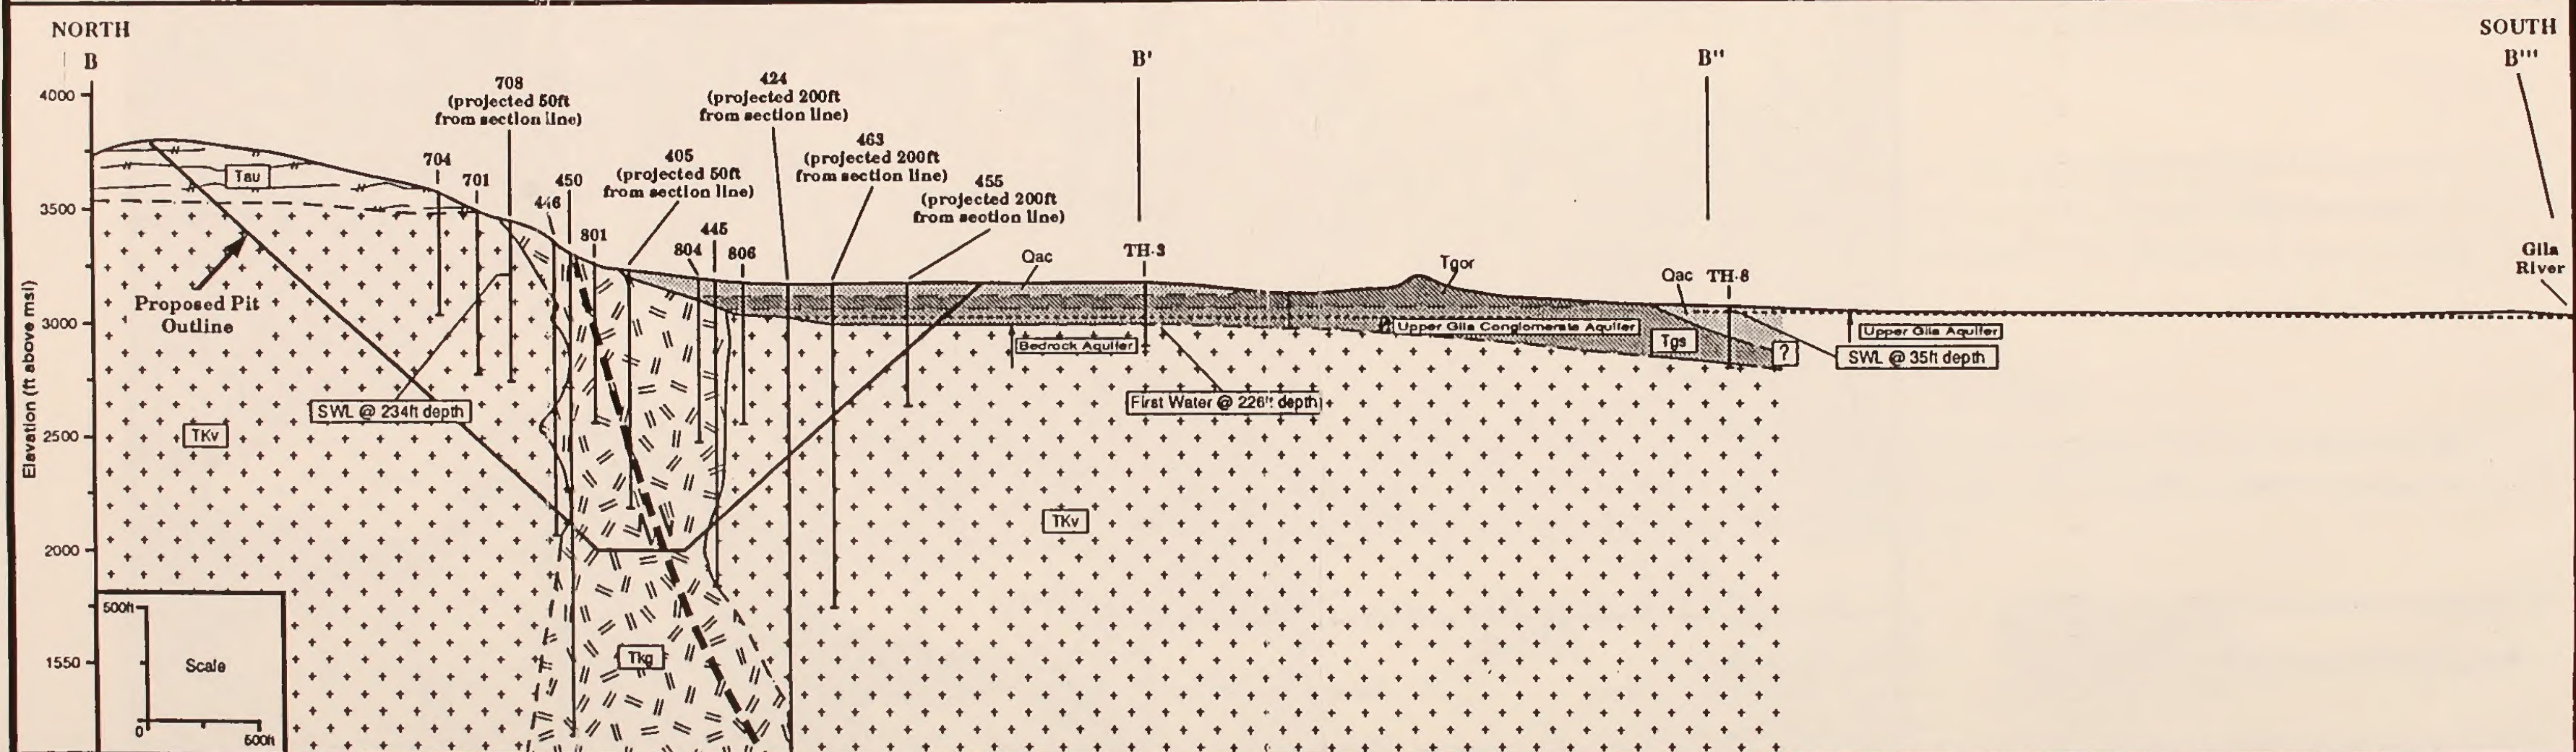 NORTH
SOUTH
B
B'
B''
B'''
4000
3500
3000
2500
2000
1550
Elevation (ft above msl)
708
(projected 50ft
from section line)
424
(projected 200ft
from section line)
463
(projected 200ft
from section line)
405
(projected 50ft
from section line)
455
(projected 200ft
from section line)
704
701
446
450
801
804
445
806
Tau
Qac
TH-3
Tgor
Qac
TH-8
Gila
River
Proposed Pit
Outline
Upper Gila Conglomerate Aquifer
Upper Gila Aquifer
Bedrock Aquifer
Tgs
?
SWL @ 35ft depth
SWL @ 234ft depth
First Water @ 226ft depth
TKv
TKv
Tkg
500ft
Scale
0
500ft